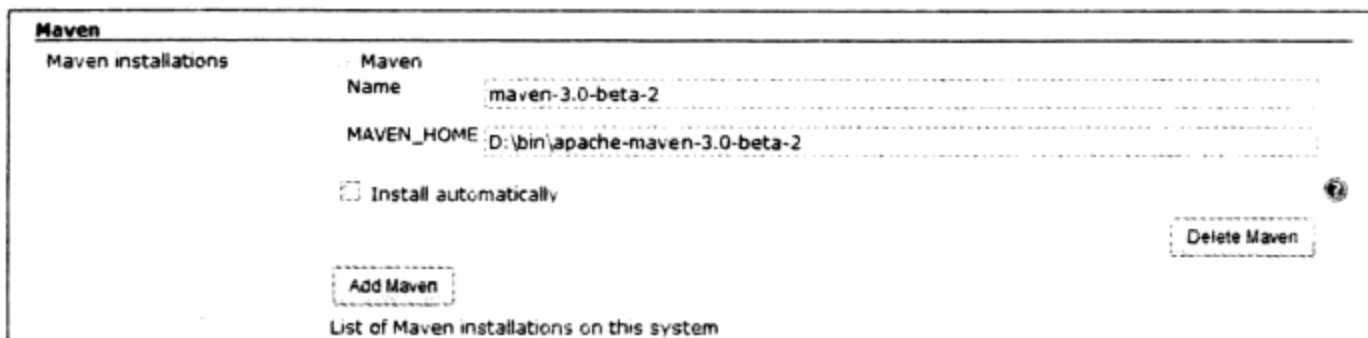 Maven
Maven installations
Maven
Name
maven-3.0-beta-2
MAVEN_HOME
D:\bin\apache-maven-3.0-beta-2
Install automatically
Delete Maven
Add Maven
List of Maven installations on this system